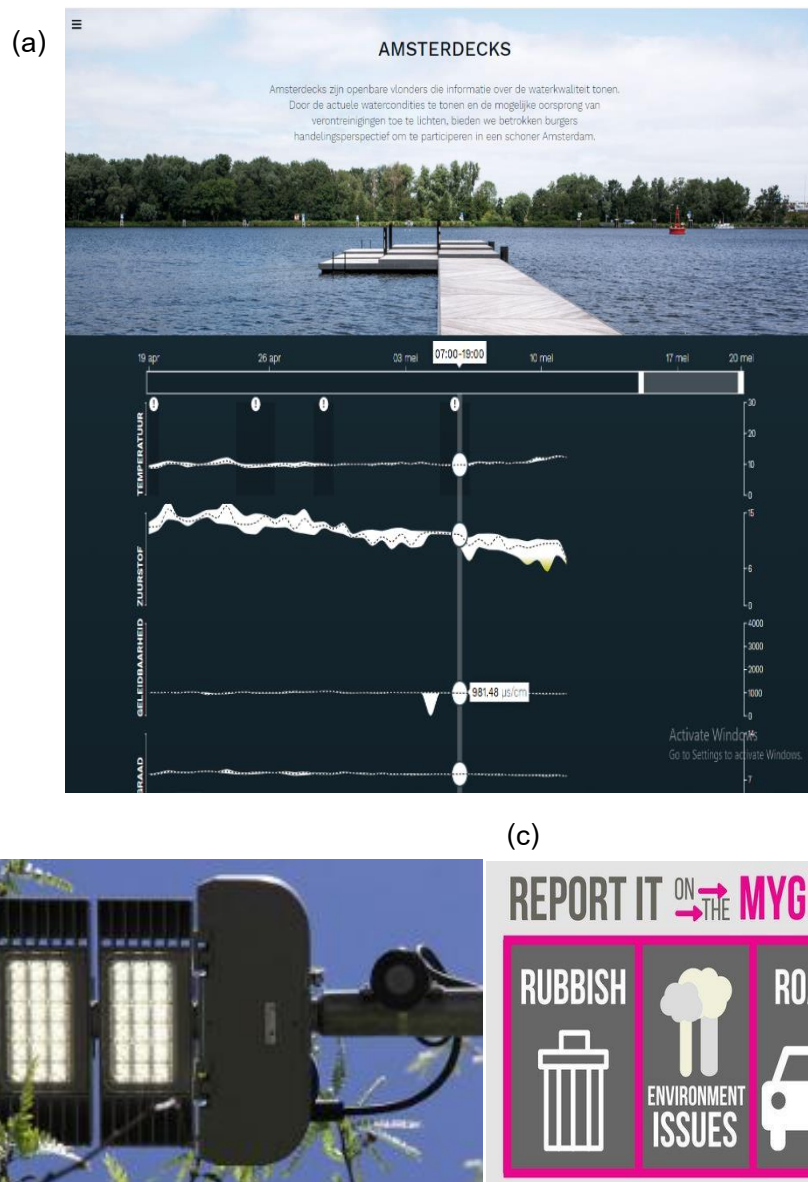 (a)
☰
AMSTERDECKS
Amsterdecks zijn openbare vlonders die informatie over de waterkwaliteit tonen.
Door de actuele watercondities te tonen en de mogelijke oorsprong van
verontreinigingen toe te lichten, bieden we betrokken burgers
handelingsperspectief om te participeren in een schoner Amsterdam.
19 apr 26 apr 03 mei 07:00-19:00 10 mei 17 mei 20 mei
! ! ! !
TEMPERATUUR
30
20
10
0
ZUURSTOF
15
6
0
GELEIDBAARHEID
4000
3000
2000
1000
0
981.48 µs/cm
Activate Windows
Go to Settings to activate Windows.
GRAAD
14
7
(c)
REPORT IT ON THE MYG
RUBBISH
ENVIRONMENT
ISSUES
RO